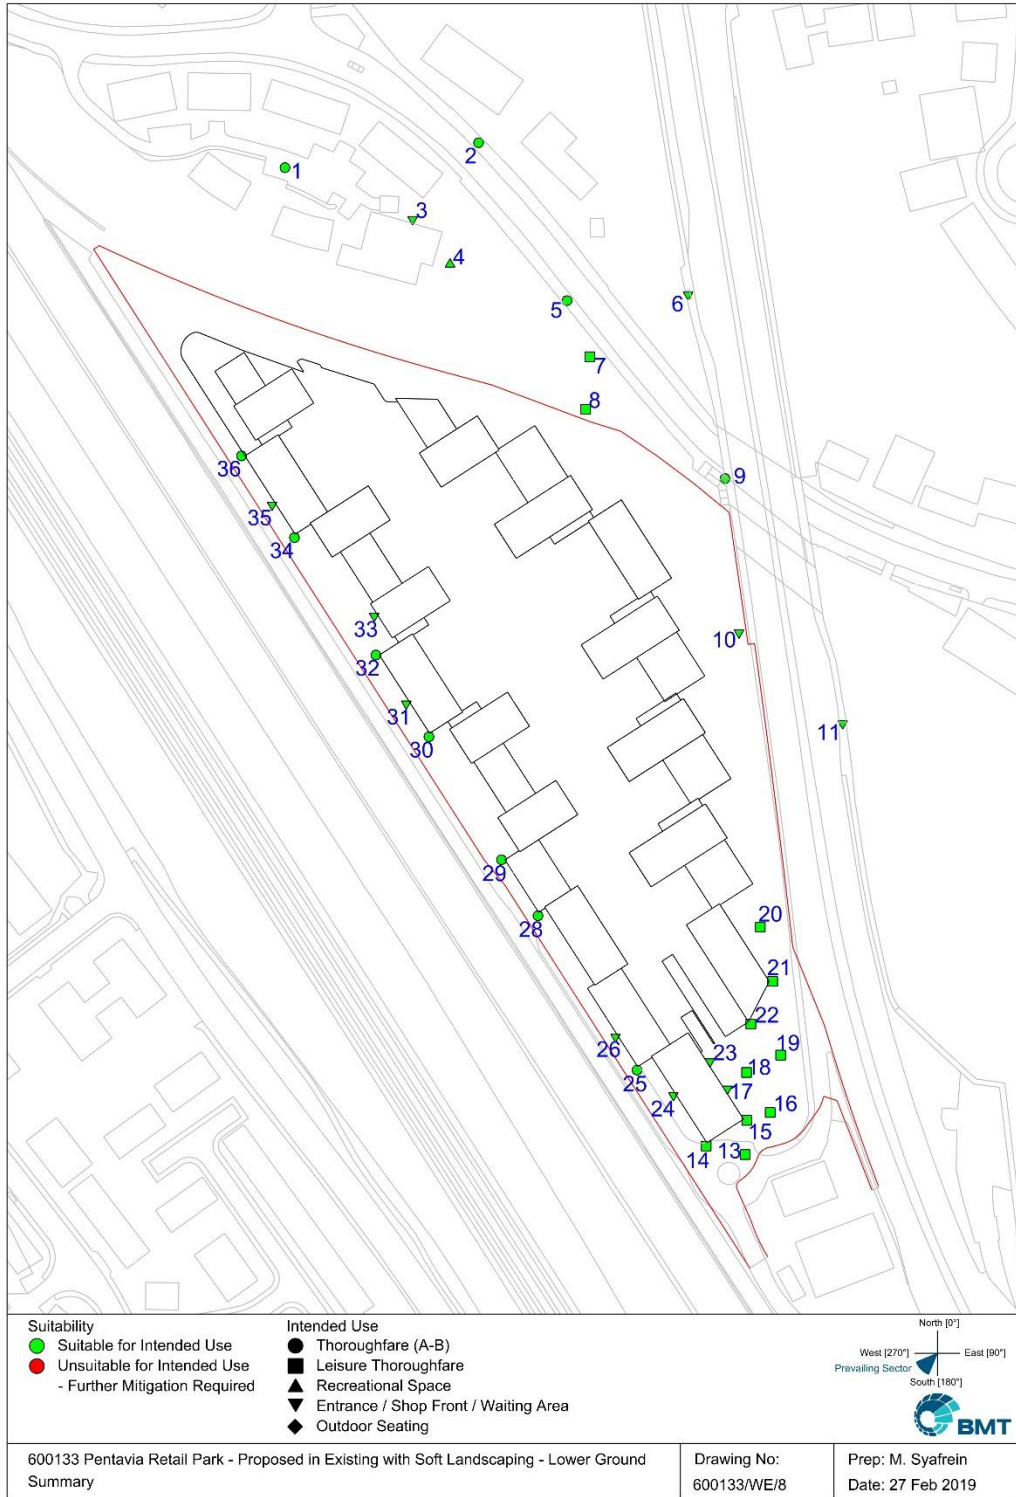 2
1
3
4
5
6
7
8
9
36
35
34
10
33
32
11
31
30
29
20
28
21
22
26
23
19
25
18
24
17
16
15
14
13
Suitability
Suitable for Intended Use
Unsuitable for Intended Use
- Further Mitigation Required
Intended Use
Thoroughfare (A-B)
Leisure Thoroughfare
Recreational Space
Entrance / Shop Front / Waiting Area
Outdoor Seating
North [0°]
West [270°]
East [90°]
Prevailing Sector
South [180°]
BMT
600133 Pentavia Retail Park - Proposed in Existing with Soft Landscaping - Lower Ground
Summary
Drawing No:
600133/WE/8
Prep: M. Syafrein
Date: 27 Feb 2019